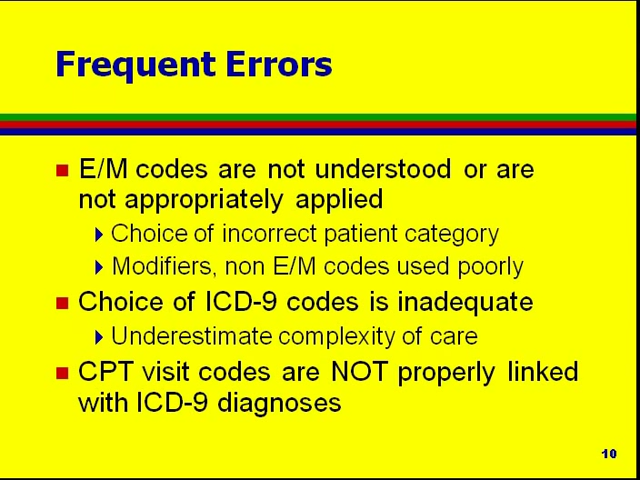 Frequent Errors
E/M codes are not understood or are
not appropriately applied
Choice of incorrect patient category
Modifiers, non E/M codes used poorly
Choice of ICD-9 codes is inadequate
Underestimate complexity of care
CPT visit codes are NOT properly linked
with ICD-9 diagnoses
10